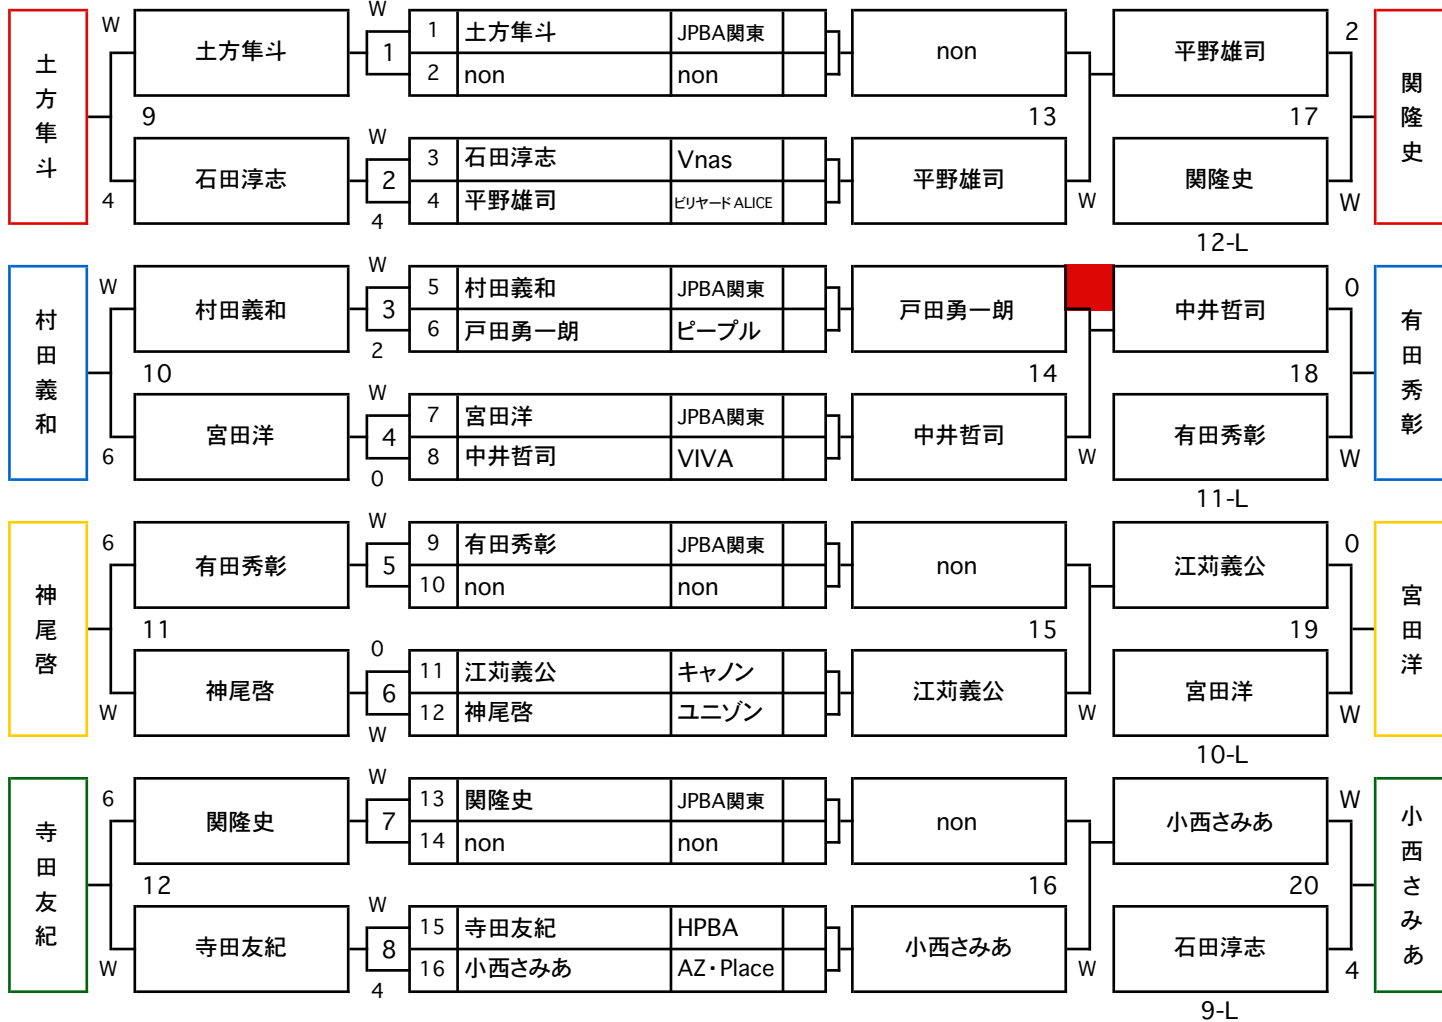 土方隼斗
W
土方隼斗
9
石田淳志
4
W
1
1 土方隼斗 JPBA関東
2 non non
W
2
4
3 石田淳志 Vnas
4 平野雄司 ビリヤードALICE
non
13
平野雄司
W
平野雄司
17
関隆史
12-L
2
W
関隆史
村田義和
W
村田義和
10
宮田洋
6
W
3
2
5 村田義和 JPBA関東
6 戸田勇一朗 ピープル
W
4
0
7 宮田洋 JPBA関東
8 中井哲司 VIVA
戸田勇一朗
14
中井哲司
W
中井哲司
18
有田秀彰
11-L
0
W
有田秀彰
神尾啓
6
有田秀彰
11
神尾啓
W
W
5
9 有田秀彰 JPBA関東
10 non non
0
6
W
11 江苅義公 キャノン
12 神尾啓 ユニゾン
non
15
江苅義公
W
江苅義公
19
宮田洋
10-L
0
W
宮田洋
寺田友紀
6
関隆史
12
寺田友紀
W
W
7
13 関隆史 JPBA関東
14 non non
W
8
4
15 寺田友紀 HPBA
16 小西さみあ AZ・Place
non
16
小西さみあ
W
小西さみあ
20
石田淳志
9-L
W
4
小西さみあ